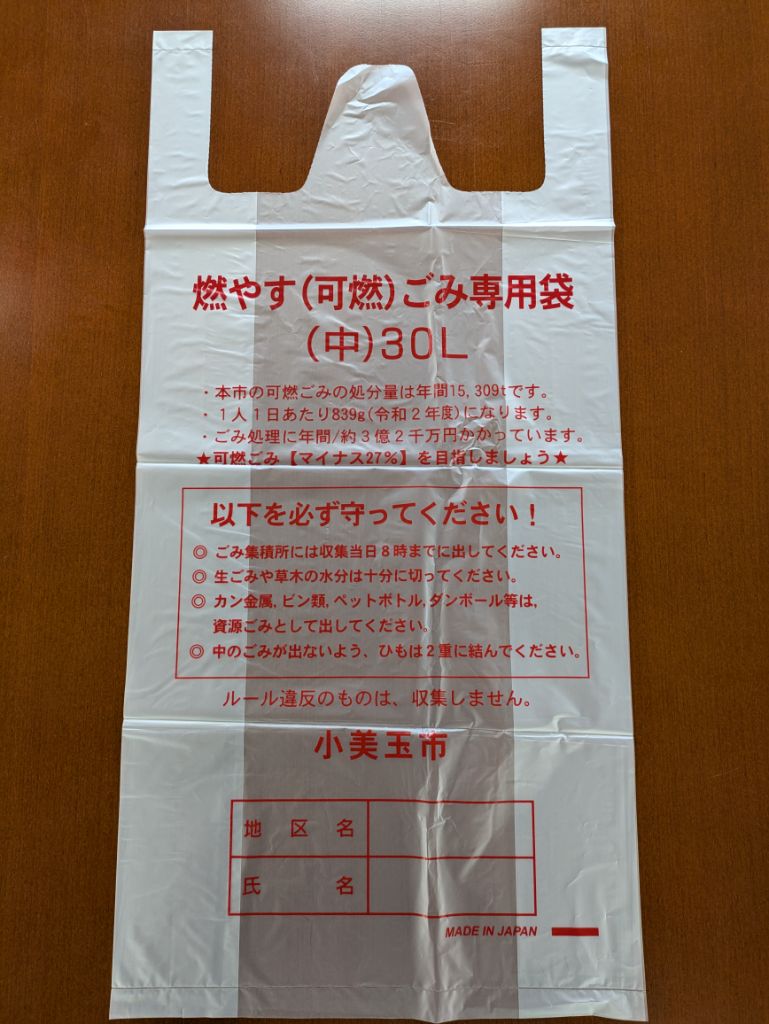 燃やす(可燃)ごみ専用袋
(中)30L
・本市の可燃ごみの処分量は年間15,309tです。
・1人1日あたり839g(令和2年度)になります。
・ごみ処理に年間/約3億2千万円かかっています。
★可燃ごみ【マイナス27%】を目指しましょう★
以下を必ず守ってください!
◎ ごみ集積所には収集当日8時までに出してください。
◎ 生ごみや草木の水分は十分に切ってください。
◎ カン金属,ビン類,ペットボトル,ダンボール等は,
資源ごみとして出してください。
◎ 中のごみが出ないよう、ひもは2重に結んでください。
ルール違反のものは、収集しません。
小美玉市
地区名
氏名
MADE IN JAPAN